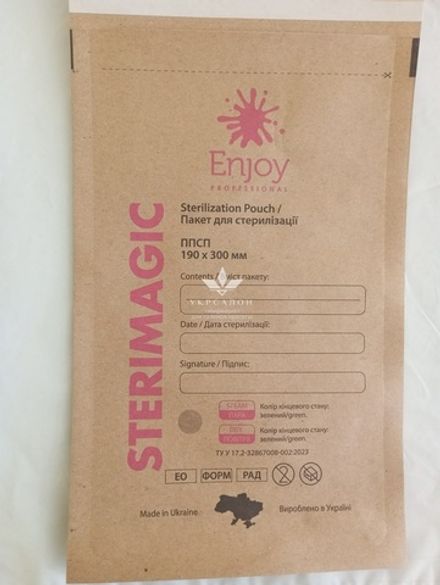 Enjoy
PROFESSIONAL
STERIMAGIC
Sterilization Pouch /
Пакет для стерилізації
ППСП
190 x 300 мм
Contents / Вміст пакету:
УКРСАЛОН
Date / Дата стерилізації:
Signature / Підпис:
STEAM
ПАРА
Колір кінцевого стану:
зелений/green.
Колір кінцевого стану:
зелений/green.
ТУ У 17.2-32867008-002:2023
ЕО ФОРМ РАД
2
Made in Ukraine
Вироблено в Україні